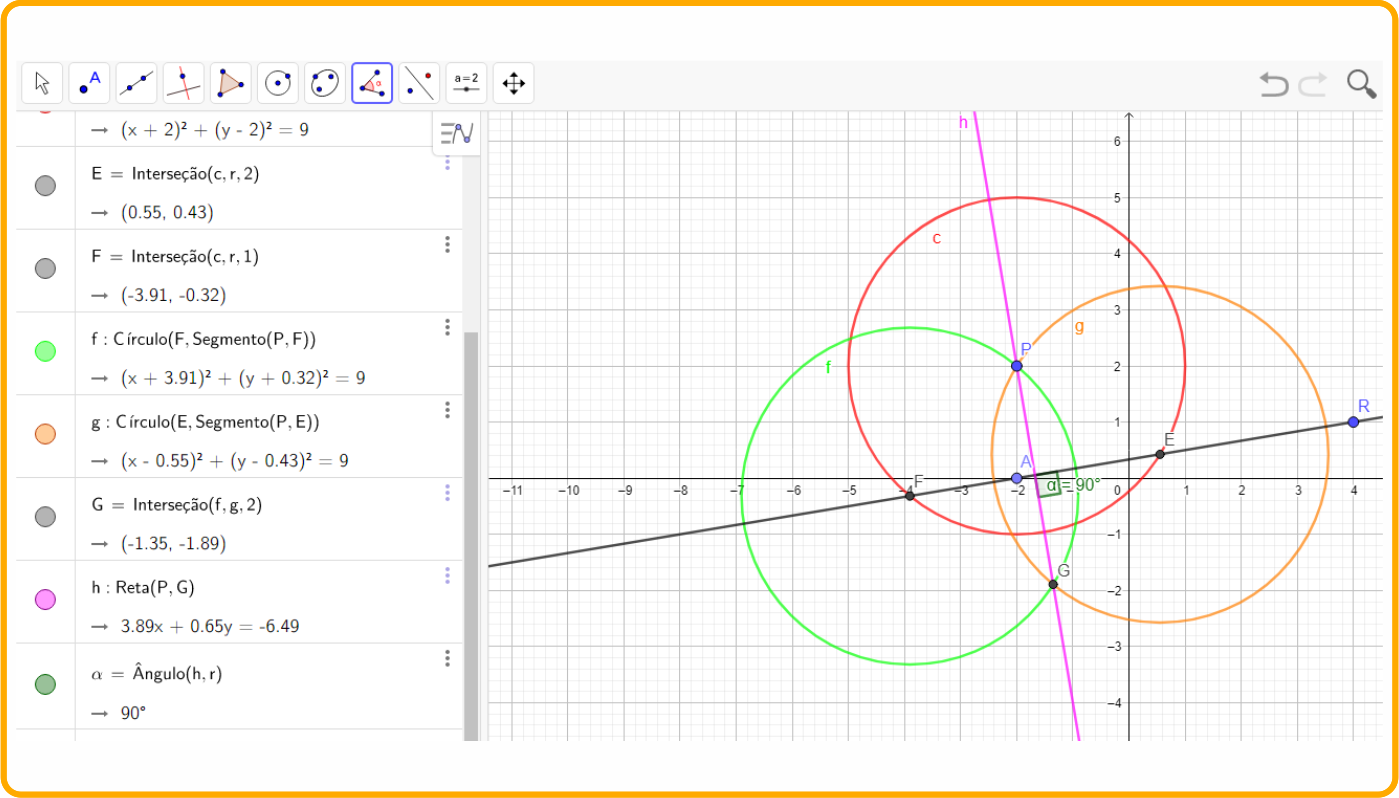 A
a = 2
→ (x + 2)² + (y - 2)² = 9
E = Interseção(c, r, 2)
→ (0.55, 0.43)
F = Interseção(c, r, 1)
→ (-3.91, -0.32)
f : Círculo(F, Segmento(P, F))
→ (x + 3.91)² + (y + 0.32)² = 9
g : Círculo(E, Segmento(P, E))
→ (x - 0.55)² + (y - 0.43)² = 9
G = Interseção(f, g, 2)
→ (-1.35, -1.89)
h : Reta(P, G)
→ 3.89x + 0.65y = -6.49
α = Ângulo(h, r)
→ 90°
h
6
5
c
4
g
3
P
f
2
R
1
E
A
F
α = 90°
−11 −10 −9 −8 −7 −6 −5 −4 −3 −2 −1 0 1 2 3 4
−1
G
−2
−3
−4